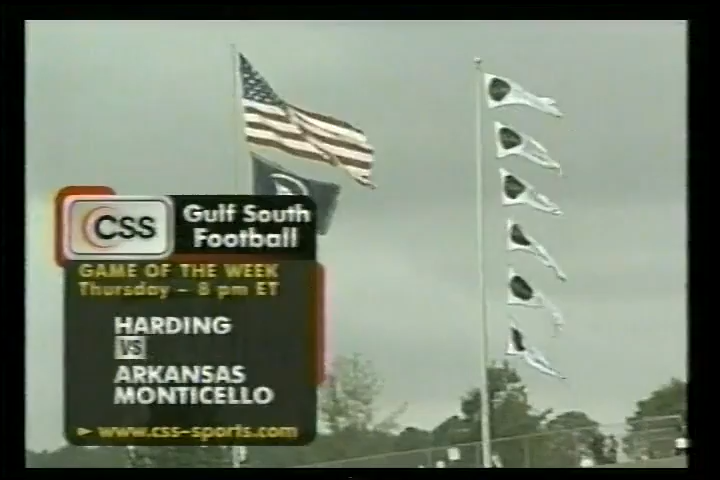 CSS
Gulf South
Football
GAME OF THE WEEK
Thursday - 8 pm ET
HARDING
VS
ARKANSAS
MONTICELLO
www.css-sports.com